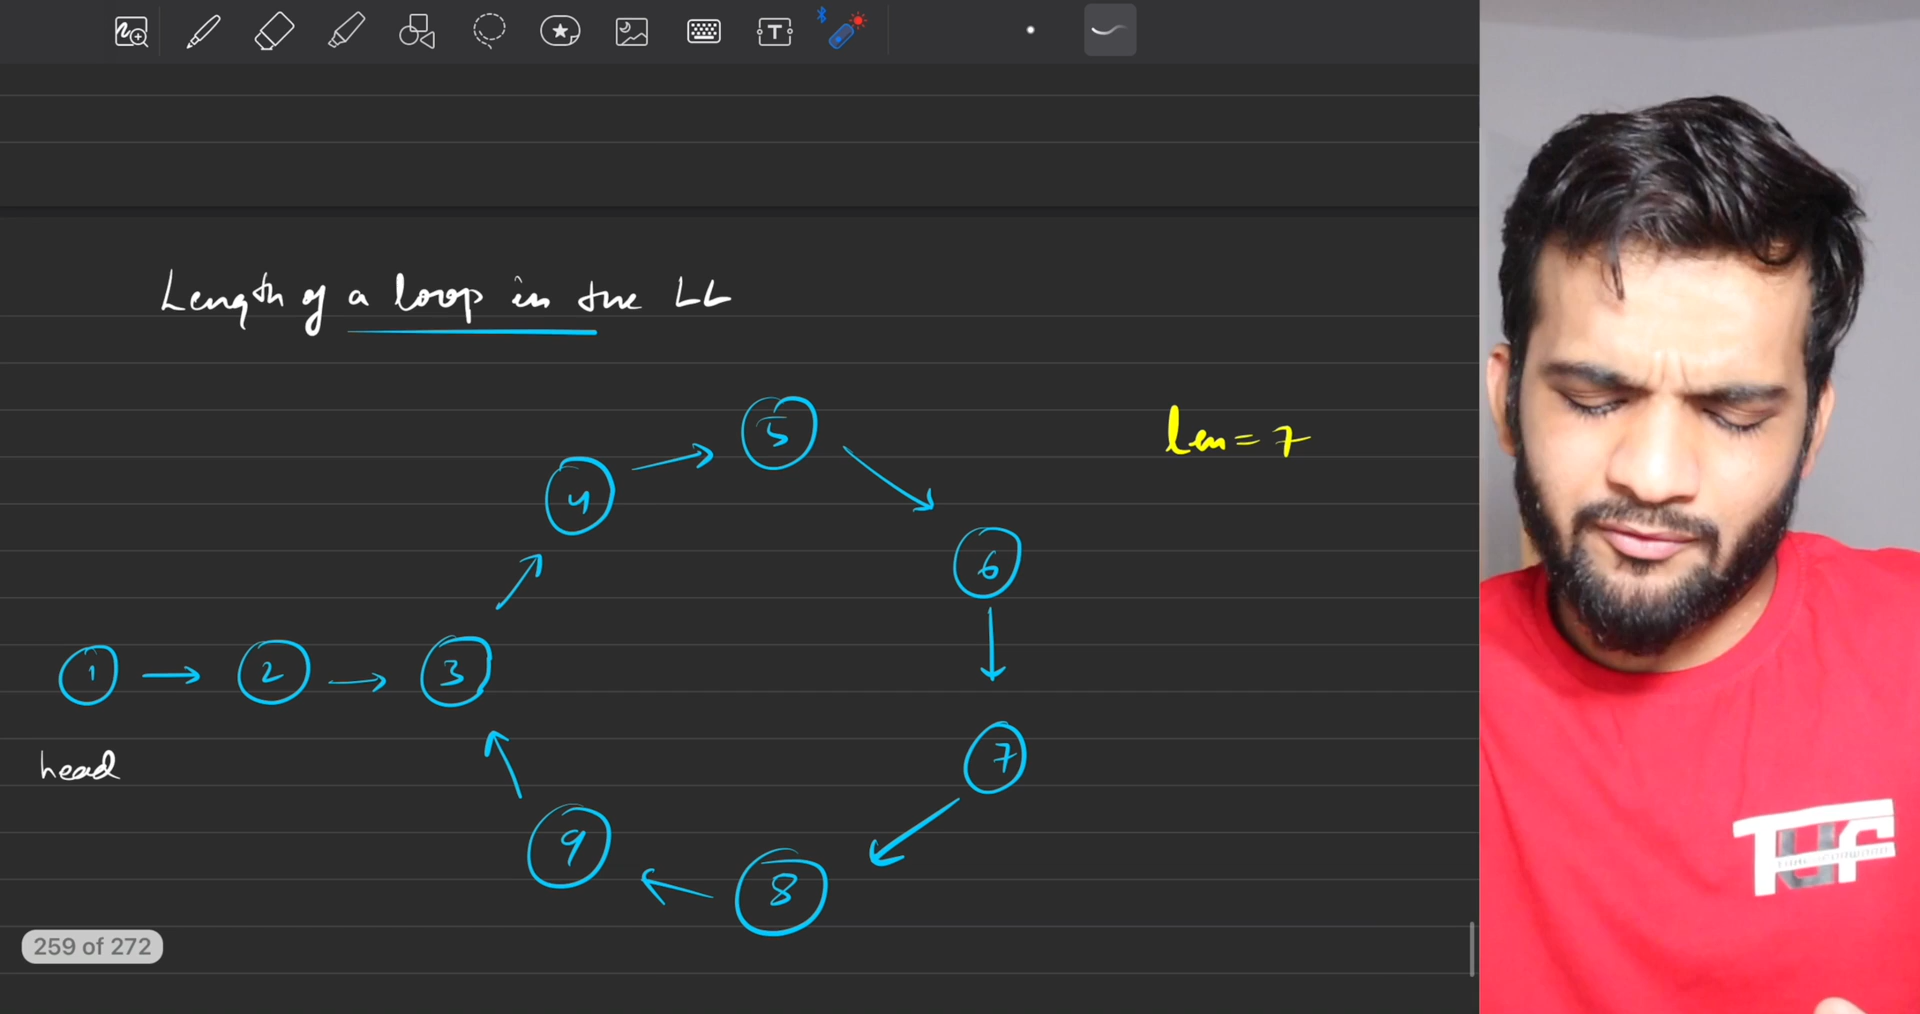 Length of a loop in the LL
5
len = 7
4
6
1 → 2 → 3
7
head
9
8
259 of 272
TUF